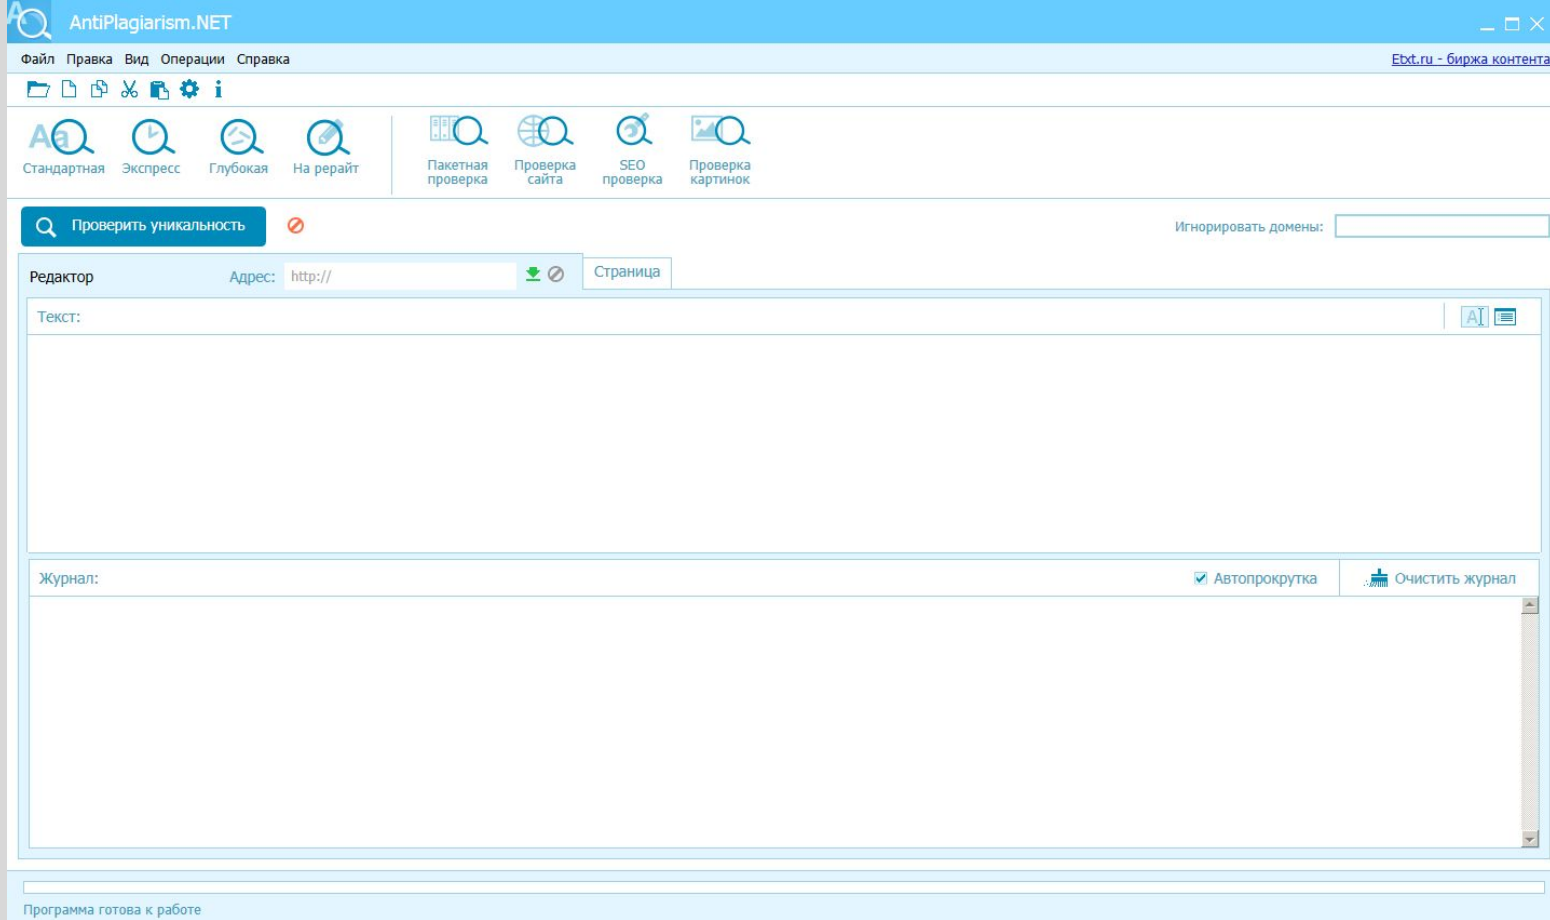 AntiPlagiarism.NET
Файл Правка Вид Операции Справка
Etxt.ru - биржа контента
Стандартная
Экспресс
Глубокая
На рерайт
Пакетная
проверка
Проверка
сайта
SEO
проверка
Проверка
картинок
Проверить уникальность
Игнорировать домены:
Редактор
Адрес: http://
Страница
Текст:
Журнал:
Автопрокрутка
Очистить журнал
Программа готова к работе